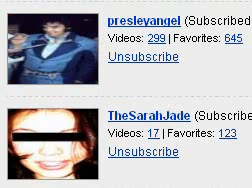 presleyangel (Subscribed
Videos: 299 | Favorites: 645
Unsubscribe
TheSarahJade (Subscribe
Videos: 17 | Favorites: 123
Unsubscribe